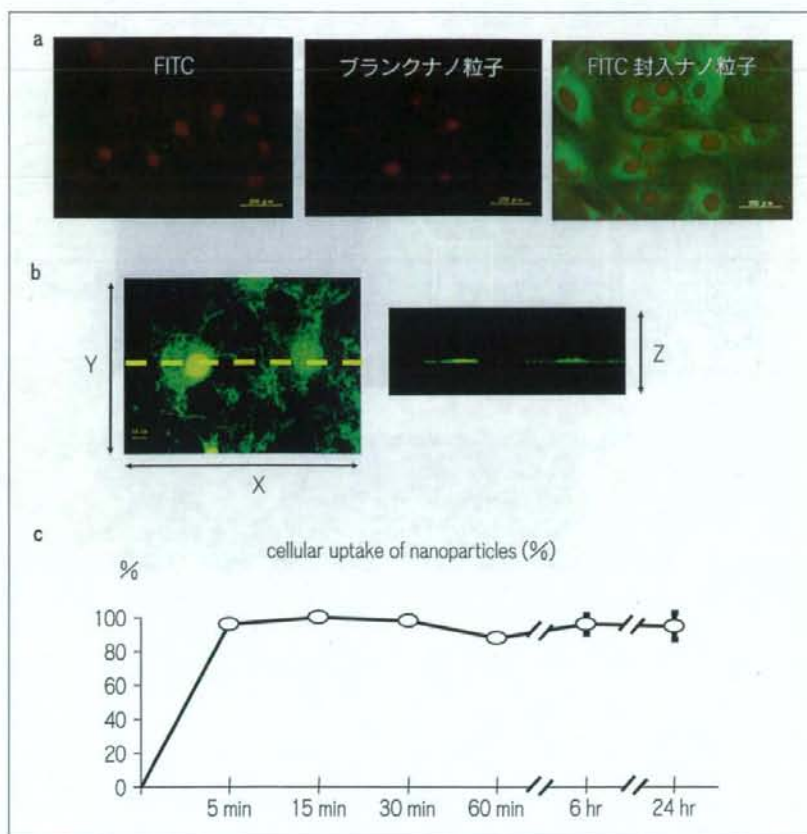 a
FITC
ブランクナノ粒子
FITC 封入ナノ粒子
b
Y
X
Z
c
cellular uptake of nanoparticles (%)
%
100
80
60
40
20
0
5 min
15 min
30 min
60 min
6 hr
24 hr